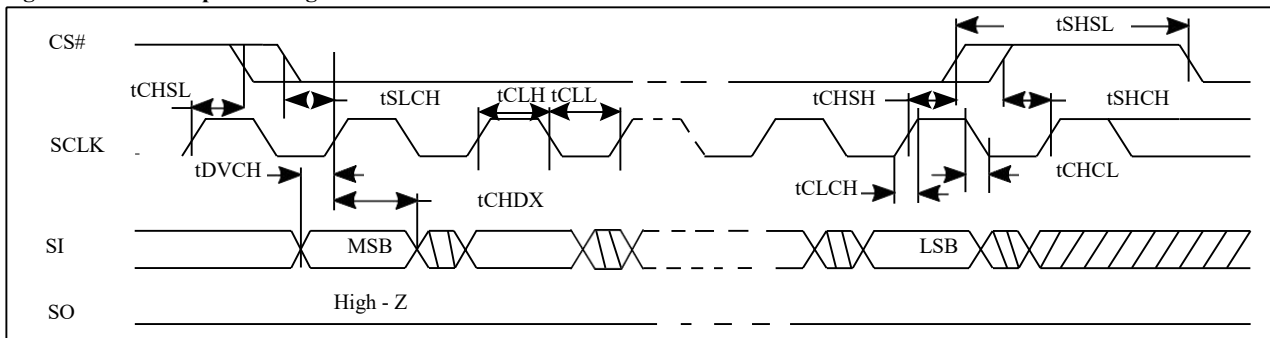 CS#
tSHSL
tCHSL
tSLCH
tCLH
tCLL
tCHSH
tSHCH
SCLK
tDVCH
tCHDX
tCLCH
tCHCL
SI
MSB
LSB
SO
High - Z